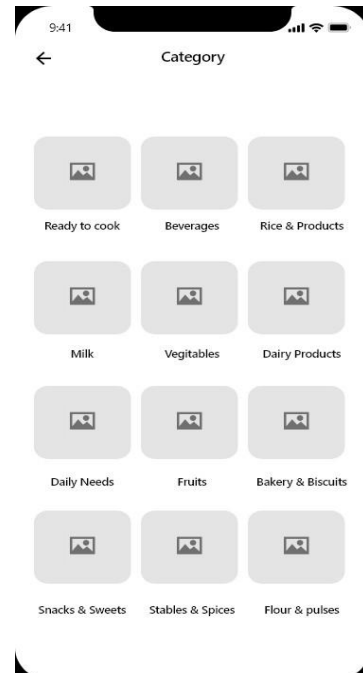 9:41
Category
Ready to cook Beverages Rice & Products
Milk Vegitables Dairy Products
Daily Needs Fruits Bakery & Biscuits
Snacks & Sweets Stables & Spices Flour & pulses